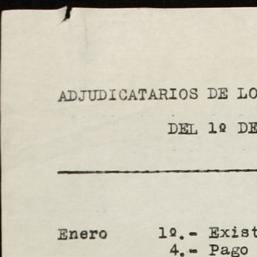 ADJUDICATARIOS DE LO
DEL 1º DE
Enero 1º.- Exist
4.- Pago